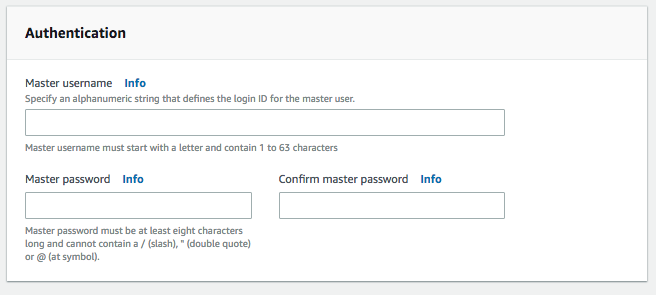 Authentication
Master username Info
Specify an alphanumeric string that defines the login ID for the master user.
Master username must start with a letter and contain 1 to 63 characters
Master password Info
Confirm master password Info
Master password must be at least eight characters
long and cannot contain a / (slash), " (double quote)
or @ (at symbol).